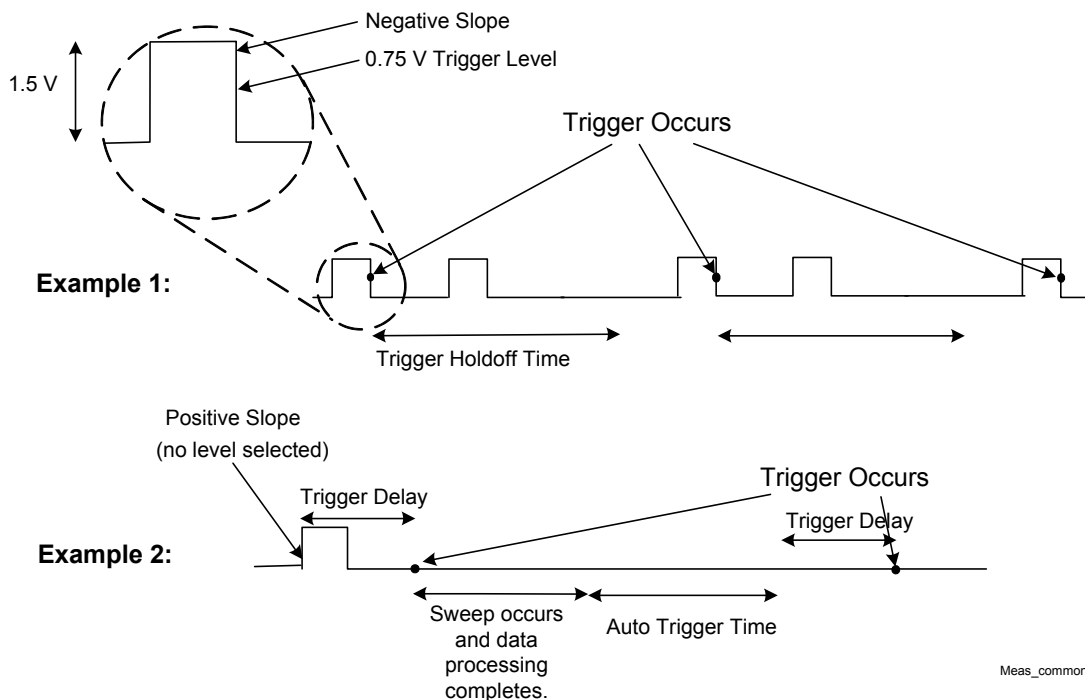 Negative Slope
0.75 V Trigger Level
1.5 V
Trigger Occurs
Example 1:
Trigger Holdoff Time
Positive Slope
(no level selected)
Trigger Delay
Trigger Occurs
Trigger Delay
Example 2:
Sweep occurs
and data
processing
completes.
Auto Trigger Time
Meas_common